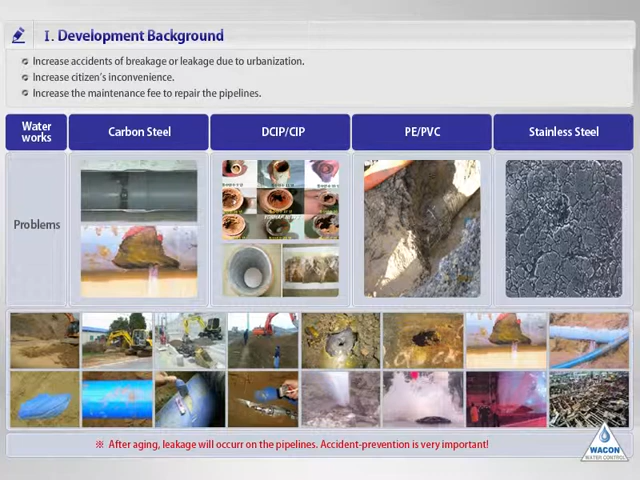 I. Development Background
Increase accidents of breakage or leakage due to urbanization.
Increase citizen's inconvenience.
Increase the maintenance fee to repair the pipelines.
Water works
Carbon Steel
DCIP/CIP
PE/PVC
Stainless Steel
Problems
※ After aging, leakage will occur on the pipelines. Accident-prevention is very important!
WACON
WATER CONTROL